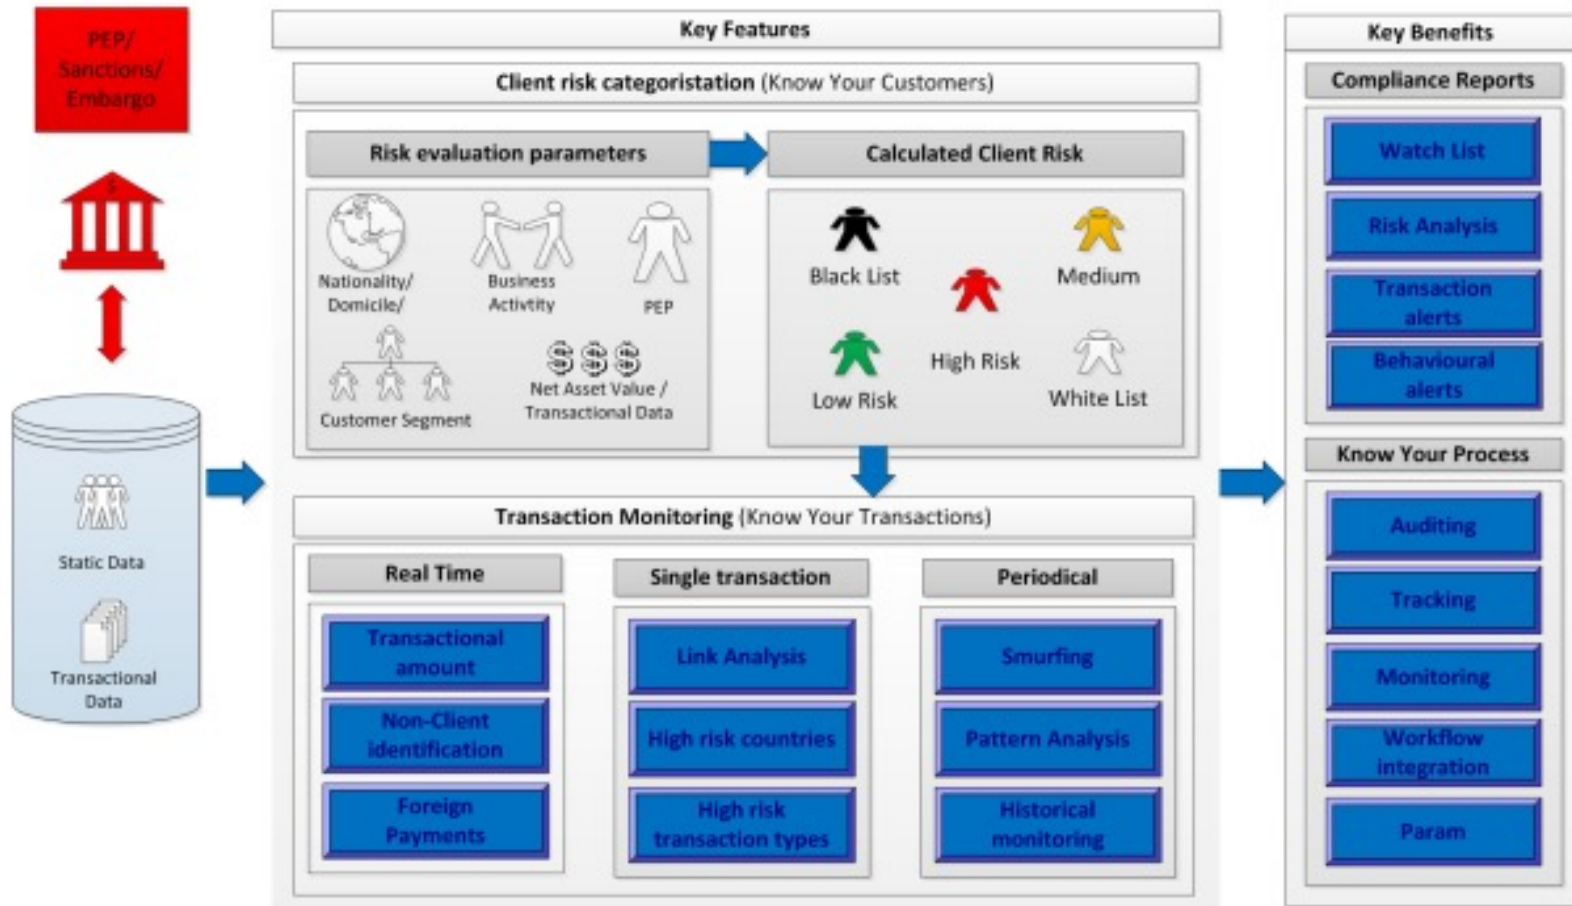 PEP/
Sanctions/
Embargo
$
Static Data
Transactional
Data
Key Features
Client risk categoristation (Know Your Customers)
Risk evaluation parameters
Nationality/
Domicile/
Business
Activtity
PEP
Customer Segment
$ $ $
Net Asset Value /
Transactional Data
Calculated Client Risk
Black List
Medium
High Risk
Low Risk
White List
Transaction Monitoring (Know Your Transactions)
Real Time
Transactional
amount
Non-Client
identification
Foreign
Payments
Single transaction
Link Analysis
High risk countries
High risk
transaction types
Periodical
Smurfing
Pattern Analysis
Historical
monitoring
Key Benefits
Compliance Reports
Watch List
Risk Analysis
Transaction
alerts
Behavioural
alerts
Know Your Process
Auditing
Tracking
Monitoring
Workflow
integration
Param